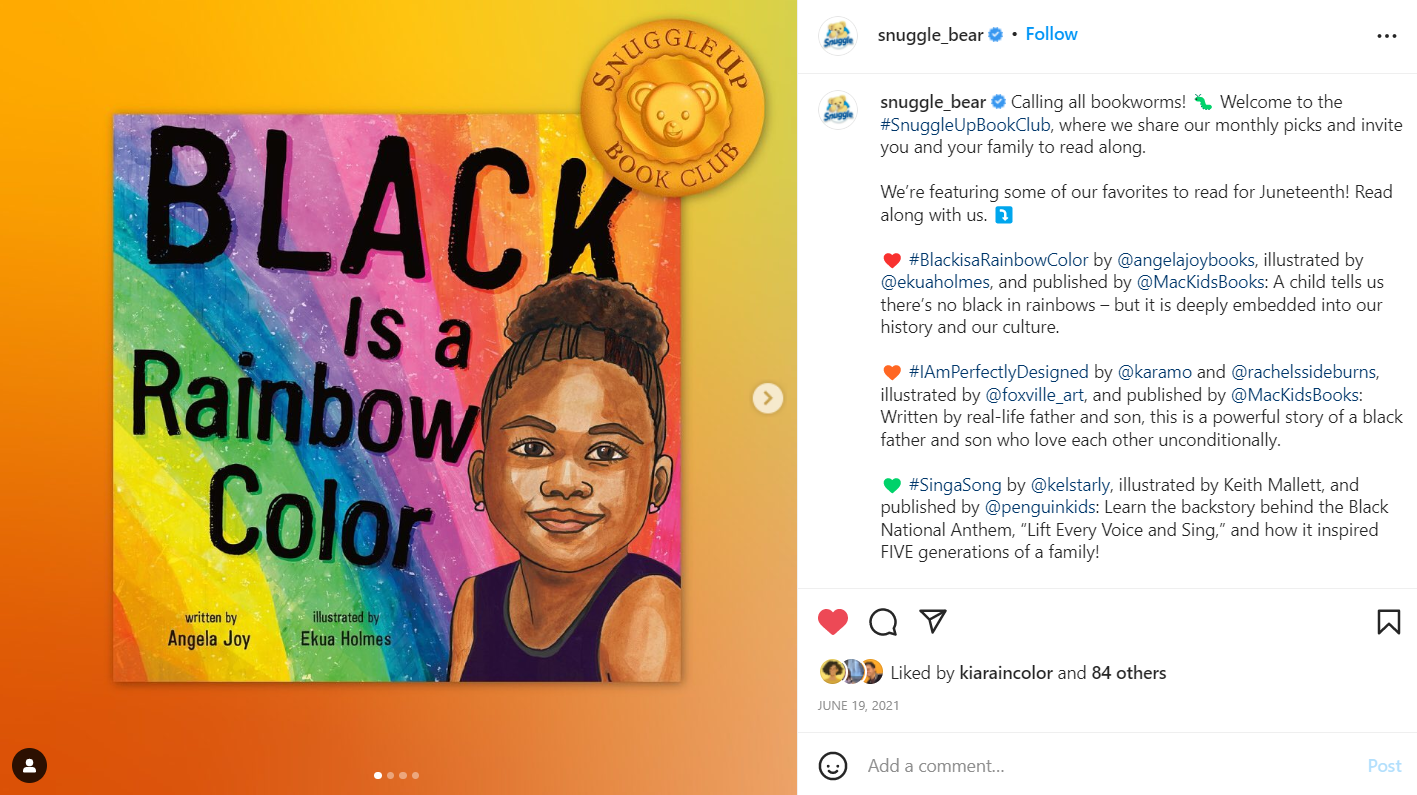 SNUGGLEUP
BOOK CLUB
BLACK
Is a
Rainbow
Color
written by
Angela Joy
illustrated by
Ekua Holmes
Snuggle
snuggle_bear • Follow
Snuggle
snuggle_bear Calling all bookworms! 🐛 Welcome to the
#SnuggleUpBookClub, where we share our monthly picks and invite
you and your family to read along.
We’re featuring some of our favorites to read for Juneteenth! Read
along with us. ⤵️
❤️ #BlackisaRainbowColor by @angelajoybooks, illustrated by
@ekuaholmes, and published by @MacKidsBooks: A child tells us
there’s no black in rainbows – but it is deeply embedded into our
history and our culture.
🧡 #IAmPerfectlyDesigned by @karamo and @rachelssideburns,
illustrated by @foxville_art, and published by @MacKidsBooks:
Written by real-life father and son, this is a powerful story of a black
father and son who love each other unconditionally.
💚 #SingaSong by @kelstarly, illustrated by Keith Mallett, and
published by @penguinkids: Learn the backstory behind the Black
National Anthem, “Lift Every Voice and Sing,” and how it inspired
FIVE generations of a family!
Liked by kiaraincolor and 84 others
JUNE 19, 2021
Add a comment...
Post